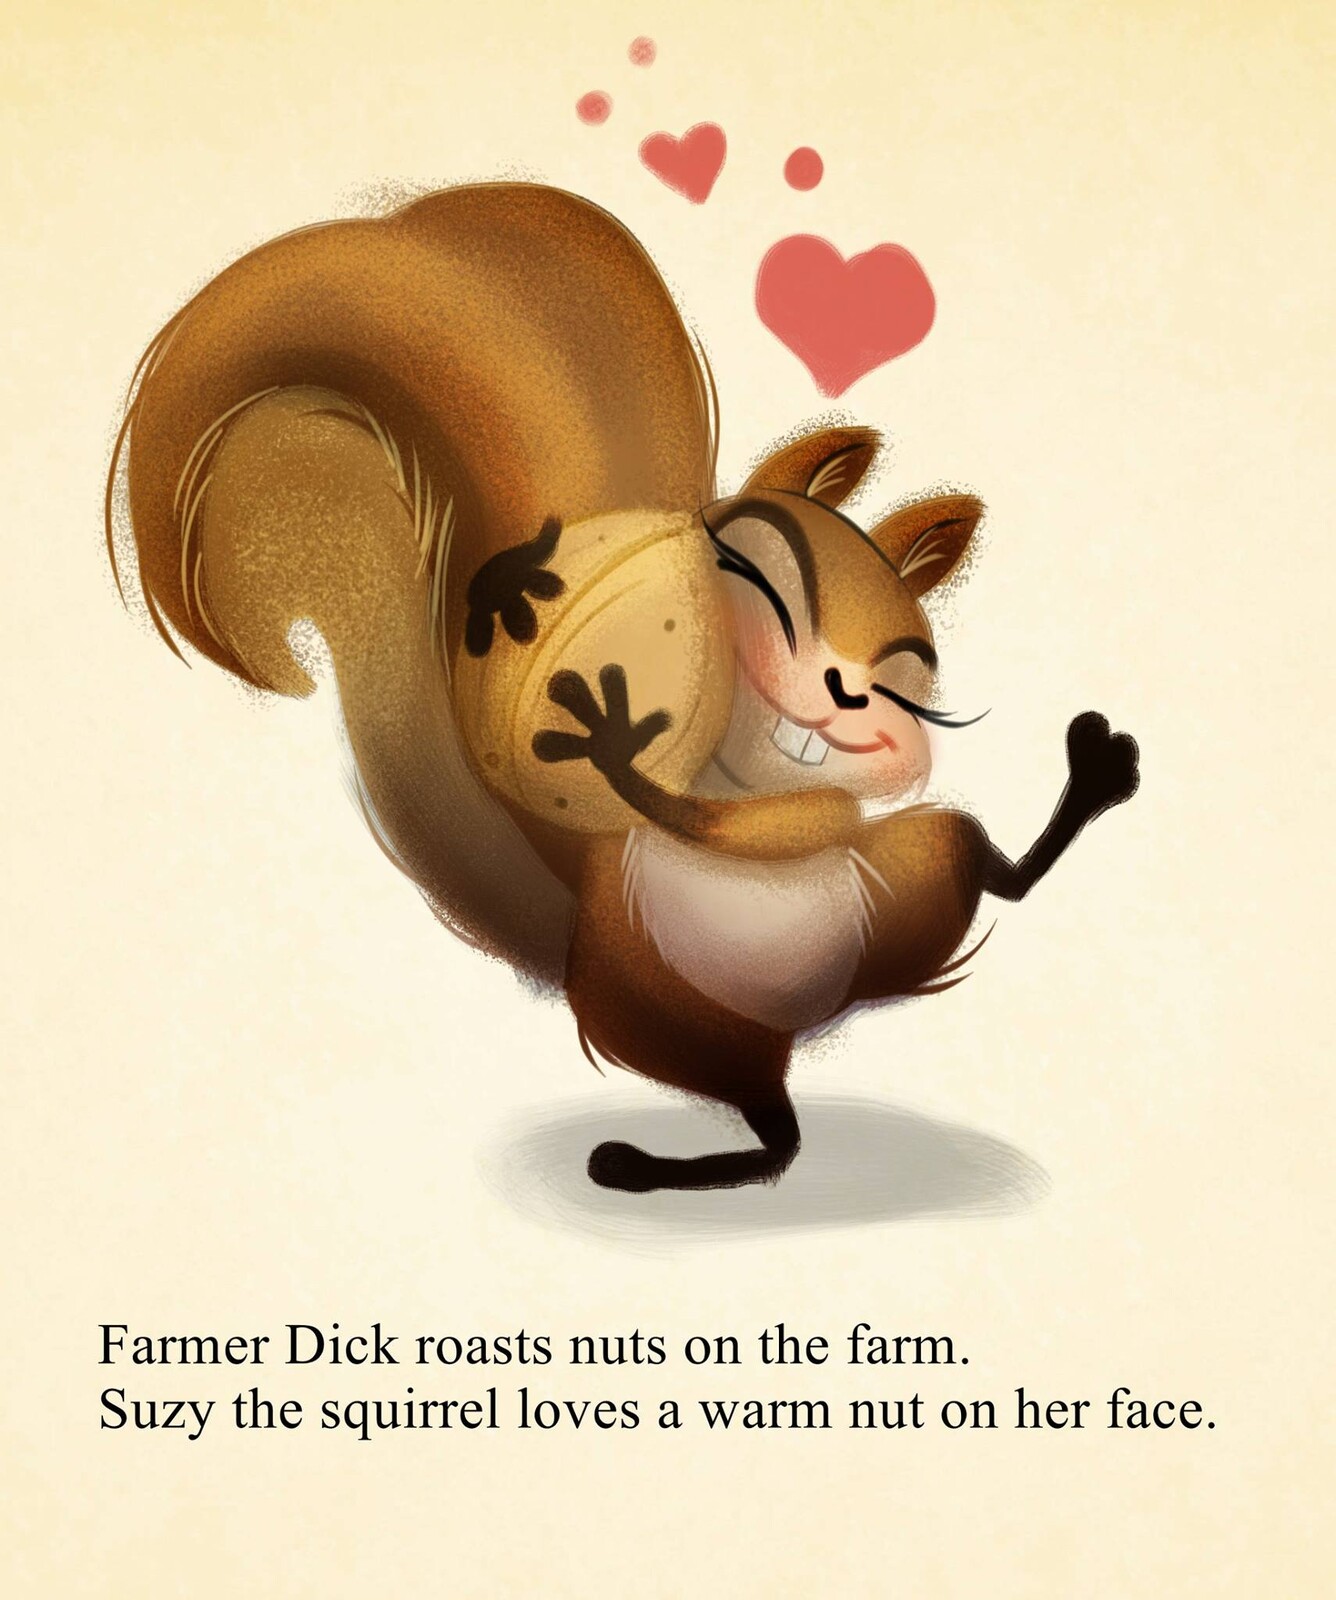 Farmer Dick roasts nuts on the farm.
Suzy the squirrel loves a warm nut on her face.